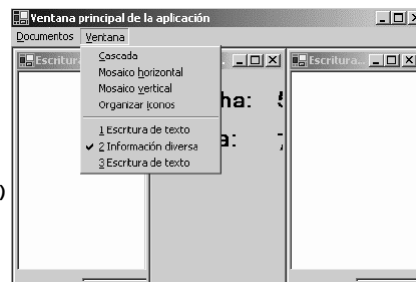 Ventana principal de la aplicación
Documentos Ventana
Escritura..
Cascada
Mosaico horizontal
Mosaico vertical
Organizar iconos
1 Escritura de texto
2 Información diversa
3 Escritura de texto
ha:
a:
)